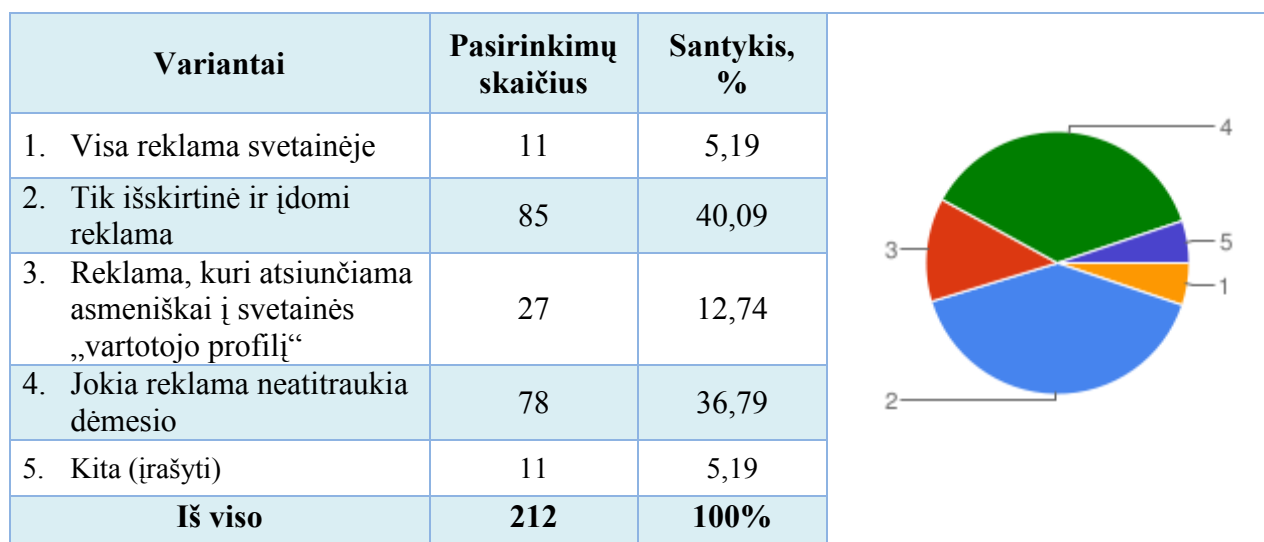 Variantai
Pasirinkimų
skaičius
Santykis,
%
1. Visa reklama svetainėje
11
5,19
2. Tik išskirtinė ir įdomi
reklama
85
40,09
3. Reklama, kuri atsiunčiama
asmeniškai į svetainės
„vartotojo profilį“
27
12,74
4. Jokia reklama neatitraukia
dėmesio
78
36,79
5. Kita (įrašyti)
11
5,19
Iš viso
212
100%
4
3
5
1
2